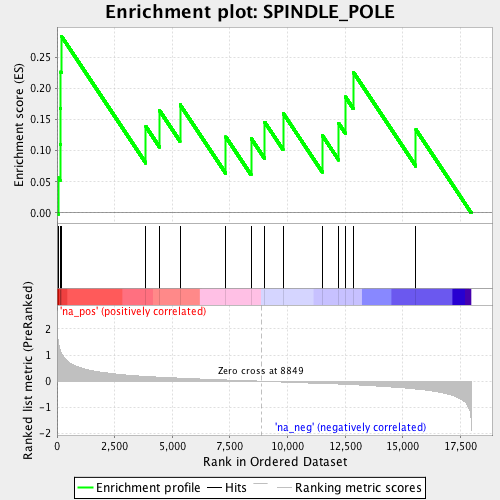 Enrichment plot: SPINDLE_POLE
Enrichment score (ES)
0.25
0.20
0.15
0.10
0.05
0.00
'na_pos' (positively correlated)
Ranked list metric (PreRanked)
2
1
0
-1
-2
Zero cross at 8849
'na_neg' (negatively correlated)
0 2,500 5,000 7,500 10,000 12,500 15,000 17,500
Rank in Ordered Dataset
Enrichment profile Hits Ranking metric scores